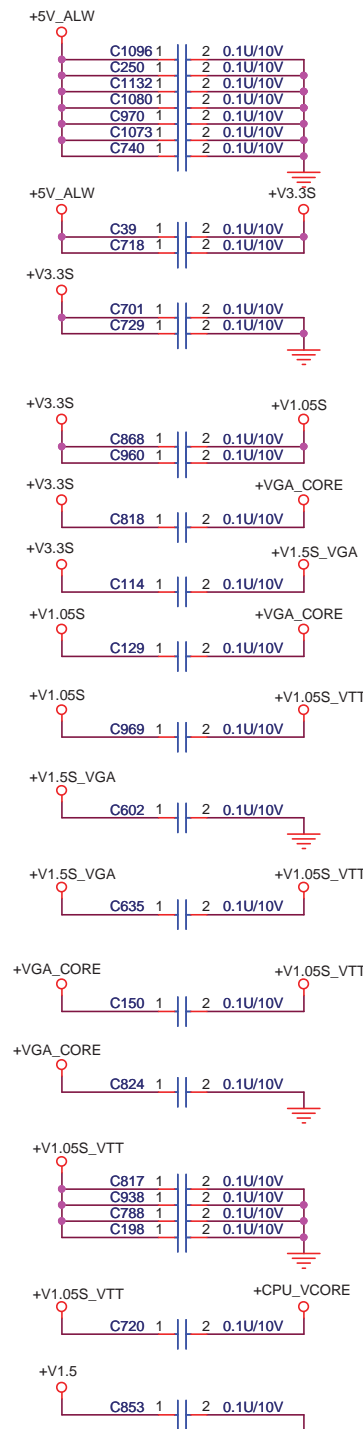 +5V_ALW
C1096 1 2 0.1U/10V
C250 1 2 0.1U/10V
C1132 1 2 0.1U/10V
C1080 1 2 0.1U/10V
C970 1 2 0.1U/10V
C1073 1 2 0.1U/10V
C740 1 2 0.1U/10V
+5V_ALW +V3.3S
C39 1 2 0.1U/10V
C718 1 2 0.1U/10V
+V3.3S
C701 1 2 0.1U/10V
C729 1 2 0.1U/10V
+V3.3S +V1.05S
C868 1 2 0.1U/10V
C960 1 2 0.1U/10V
+V3.3S +VGA_CORE
C818 1 2 0.1U/10V
+V3.3S +V1.5S_VGA
C114 1 2 0.1U/10V
+V1.05S +VGA_CORE
C129 1 2 0.1U/10V
+V1.05S +V1.05S_VTT
C969 1 2 0.1U/10V
+V1.5S_VGA
C602 1 2 0.1U/10V
+V1.5S_VGA +V1.05S_VTT
C635 1 2 0.1U/10V
+VGA_CORE +V1.05S_VTT
C150 1 2 0.1U/10V
+VGA_CORE
C824 1 2 0.1U/10V
+V1.05S_VTT
C817 1 2 0.1U/10V
C938 1 2 0.1U/10V
C788 1 2 0.1U/10V
C198 1 2 0.1U/10V
+V1.05S_VTT +CPU_VCORE
C720 1 2 0.1U/10V
+V1.5
C853 1 2 0.1U/10V